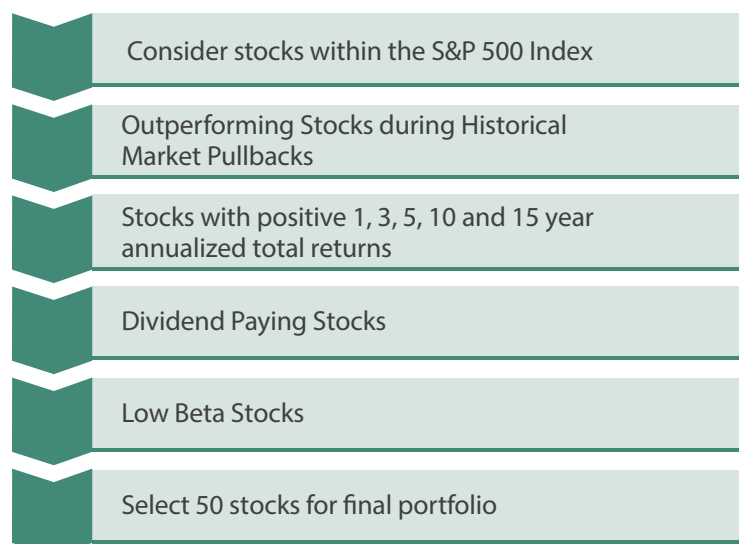 Consider stocks within the S&P 500 Index
Outperforming Stocks during Historical
Market Pullbacks
Stocks with positive 1, 3, 5, 10 and 15 year
annualized total returns
Dividend Paying Stocks
Low Beta Stocks
Select 50 stocks for final portfolio